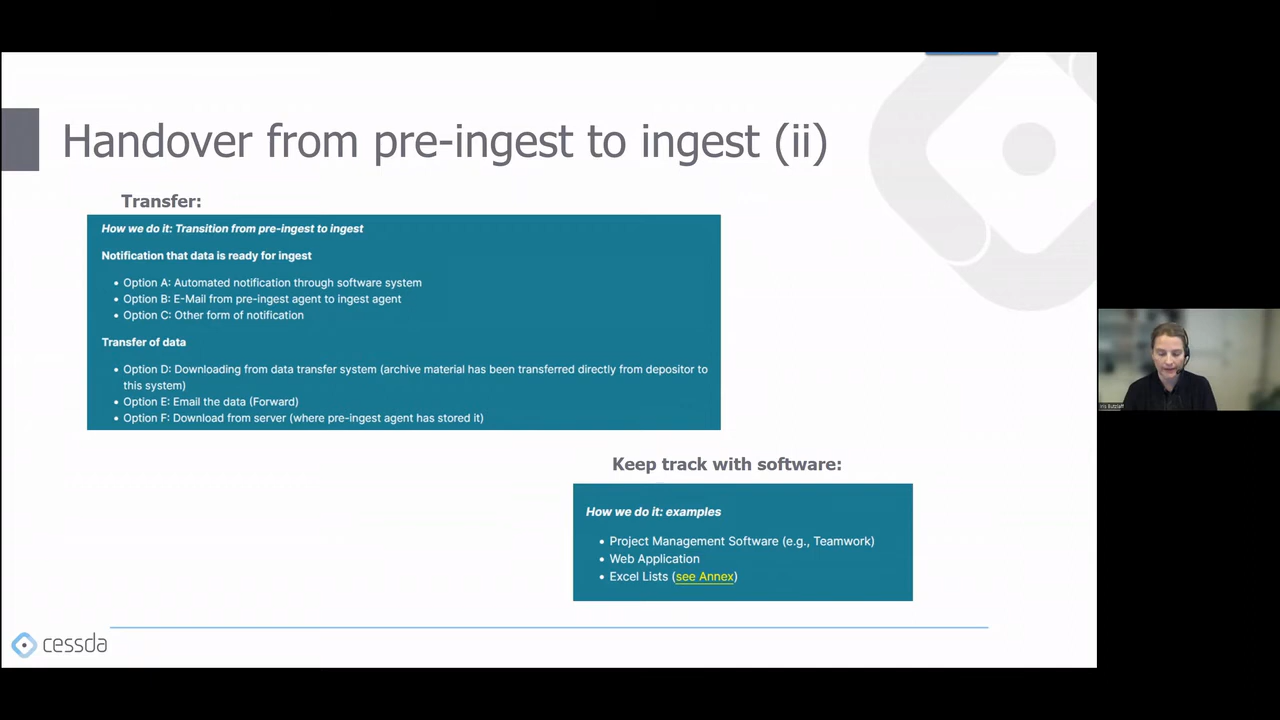 Handover from pre-ingest to ingest (ii)
Transfer:
How we do it: Transition from pre-ingest to ingest
Notification that data is ready for ingest
• Option A: Automated notification through software system
• Option B: E-Mail from pre-ingest agent to ingest agent
• Option C: Other form of notification
Transfer of data
• Option D: Downloading from data transfer system (archive material has been transferred directly from depositor to
this system)
• Option E: Email the data (Forward)
• Option F: Download from server (where pre-ingest agent has stored it)
Keep track with software:
How we do it: examples
• Project Management Software (e.g., Teamwork)
• Web Application
• Excel Lists (see Annex)
cessda